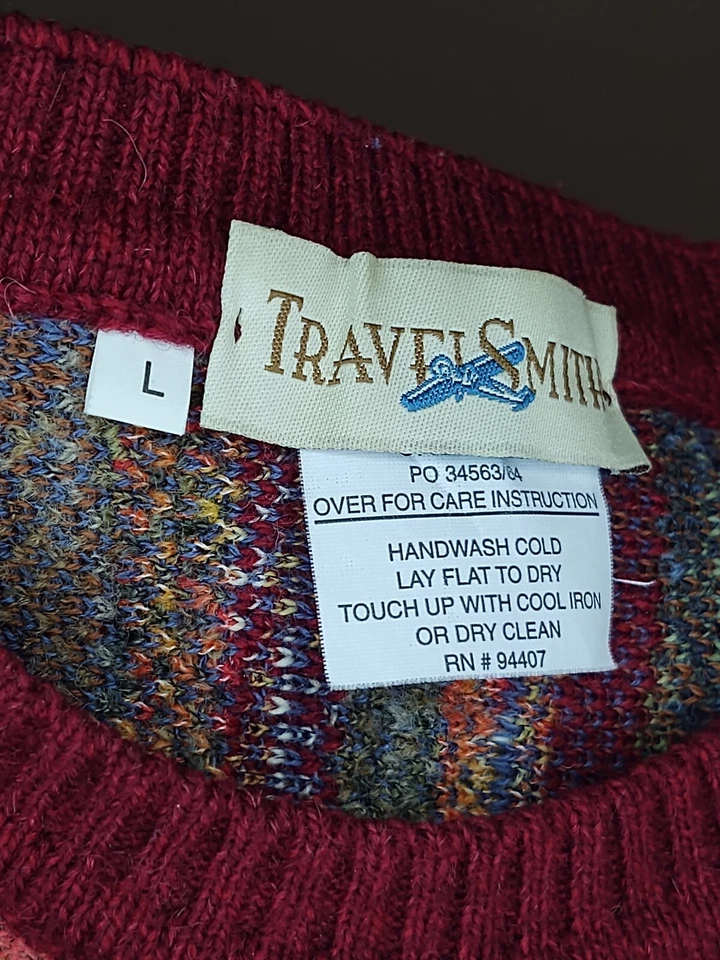 TRAVELSMITH
L
PO 34563/64
OVER FOR CARE INSTRUCTION
HANDWASH COLD
LAY FLAT TO DRY
TOUCH UP WITH COOL IRON
OR DRY CLEAN
RN # 94407